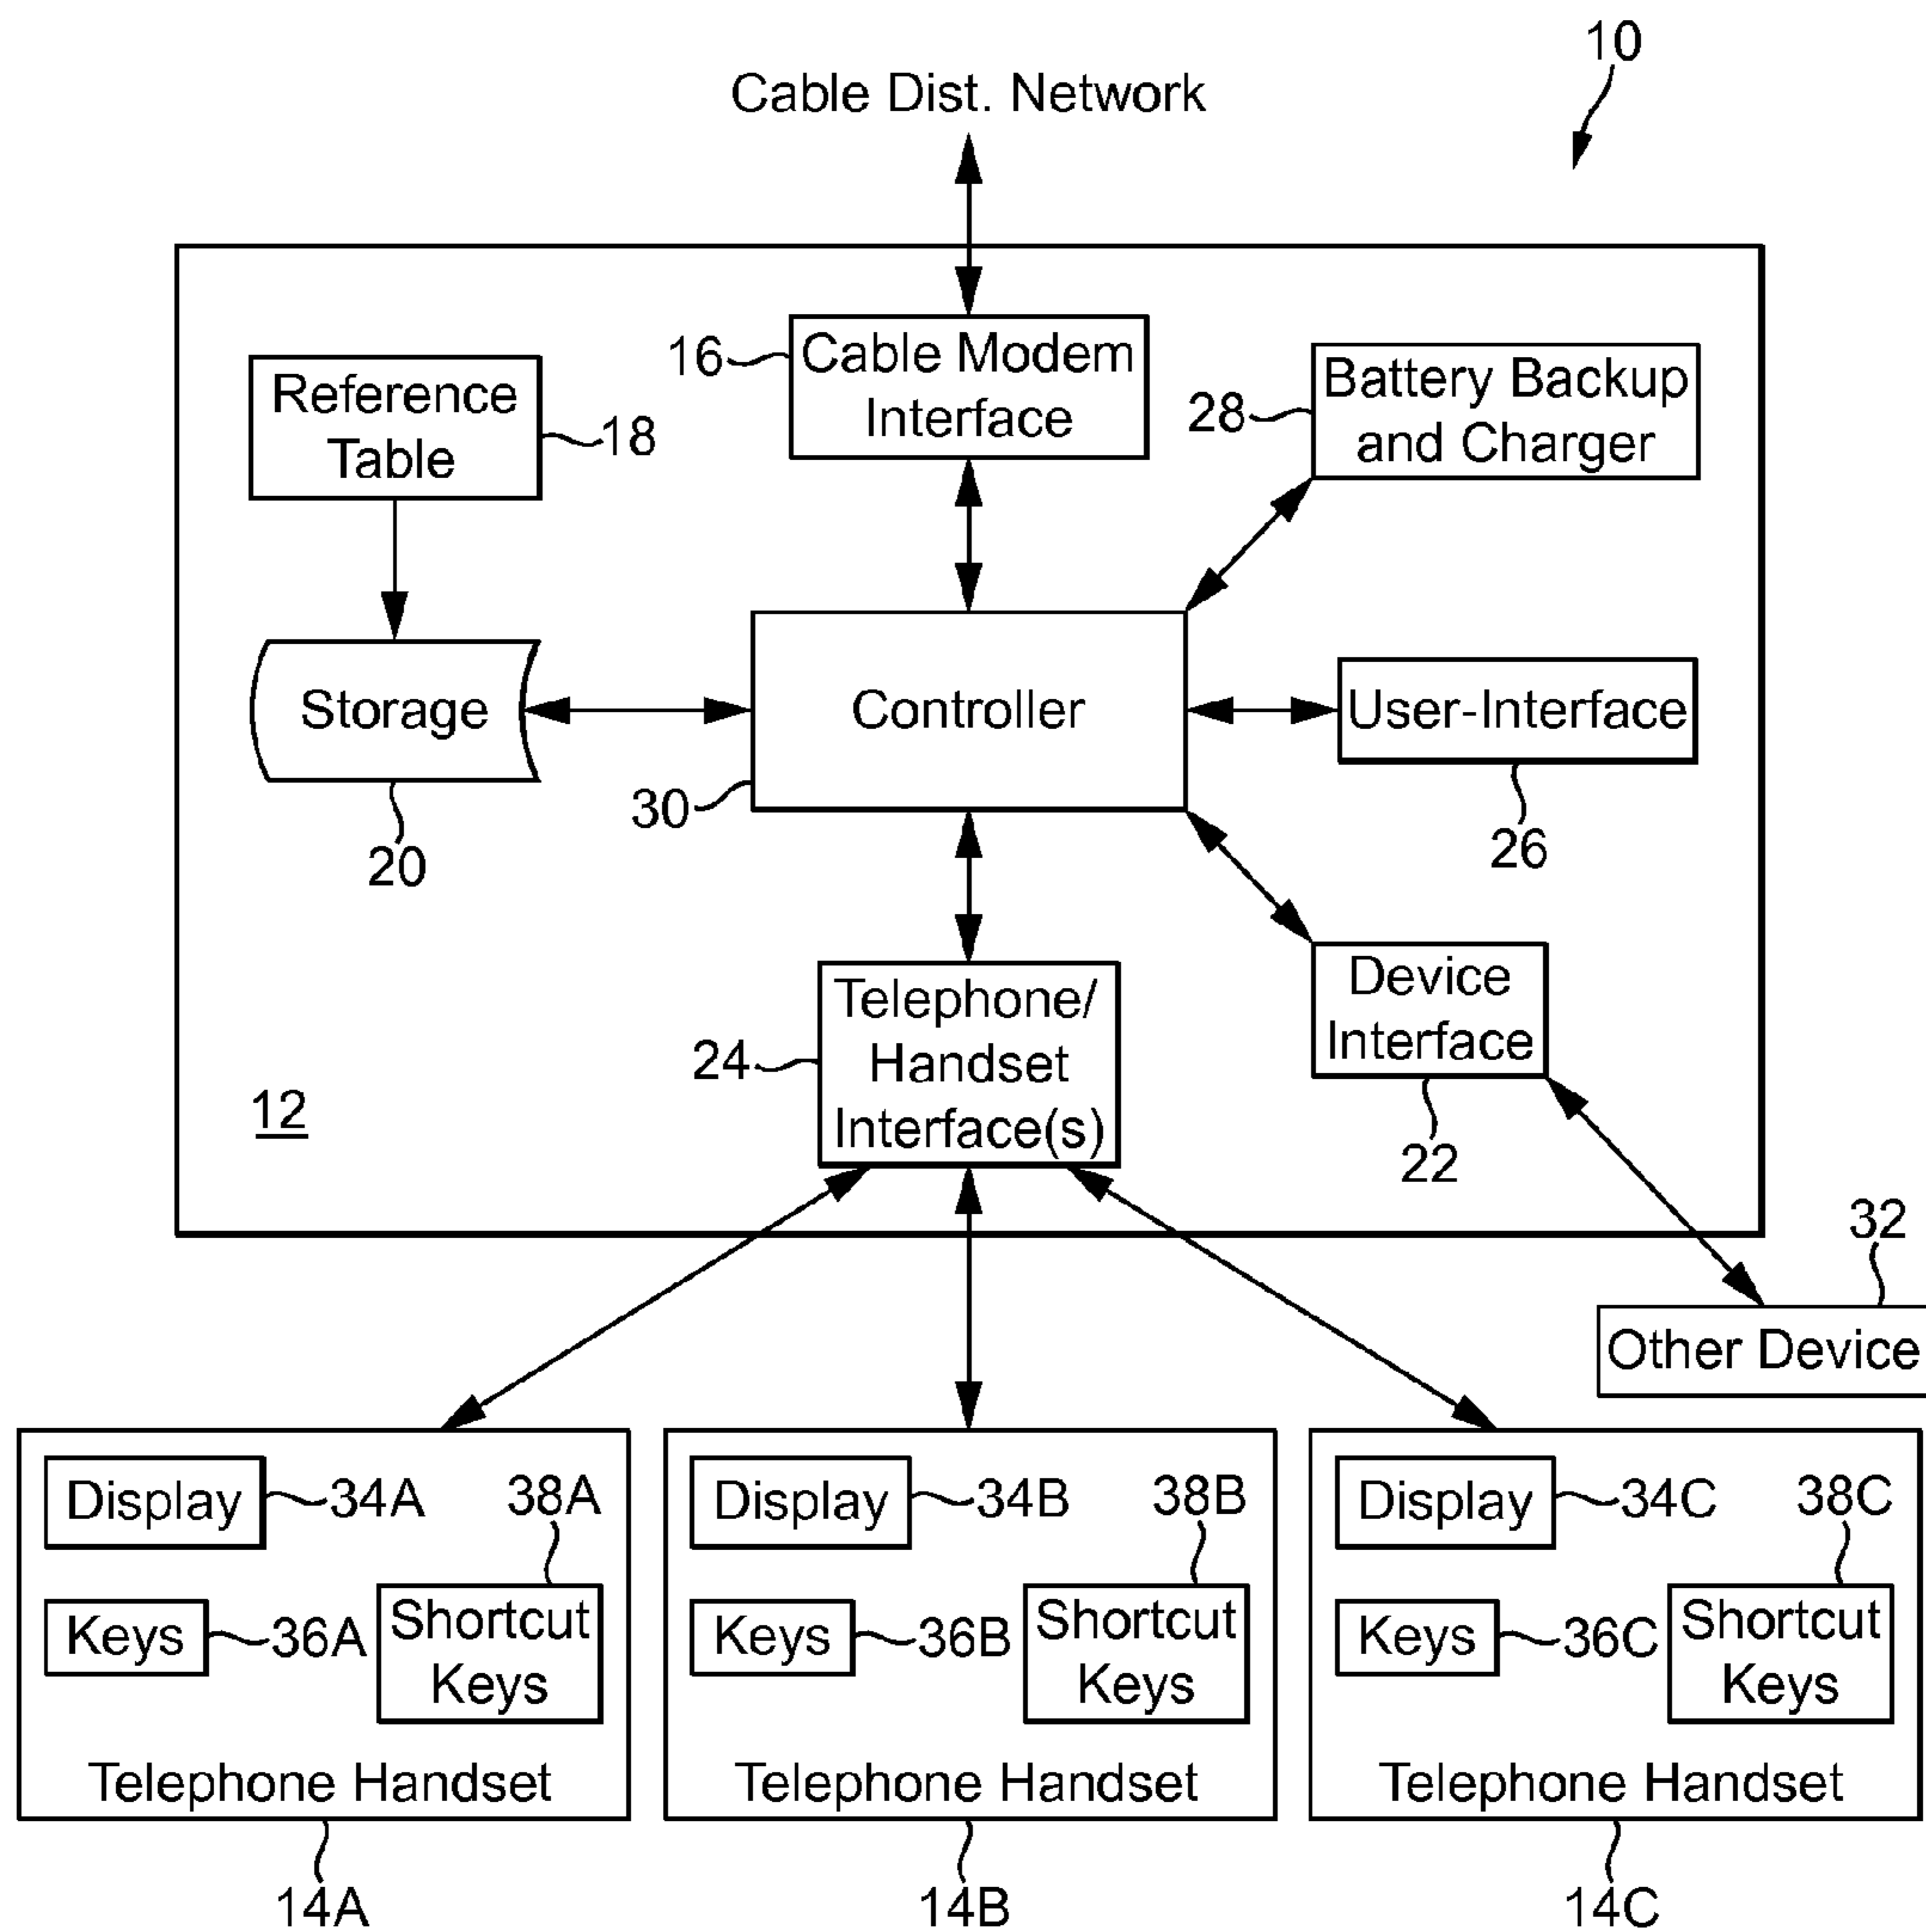 10
Cable Dist. Network
16
Cable Modem
Interface
Reference
Table
18
28
Battery Backup
and Charger
Storage
20
Controller
30
User-Interface
26
Telephone/
Handset
Interface(s)
24
Device
Interface
22
12
32
Other Device
Display
34A
38A
Keys
36A
Shortcut
Keys
Telephone Handset
14A
Display
34B
38B
Keys
36B
Shortcut
Keys
Telephone Handset
14B
Display
34C
38C
Keys
36C
Shortcut
Keys
Telephone Handset
14C